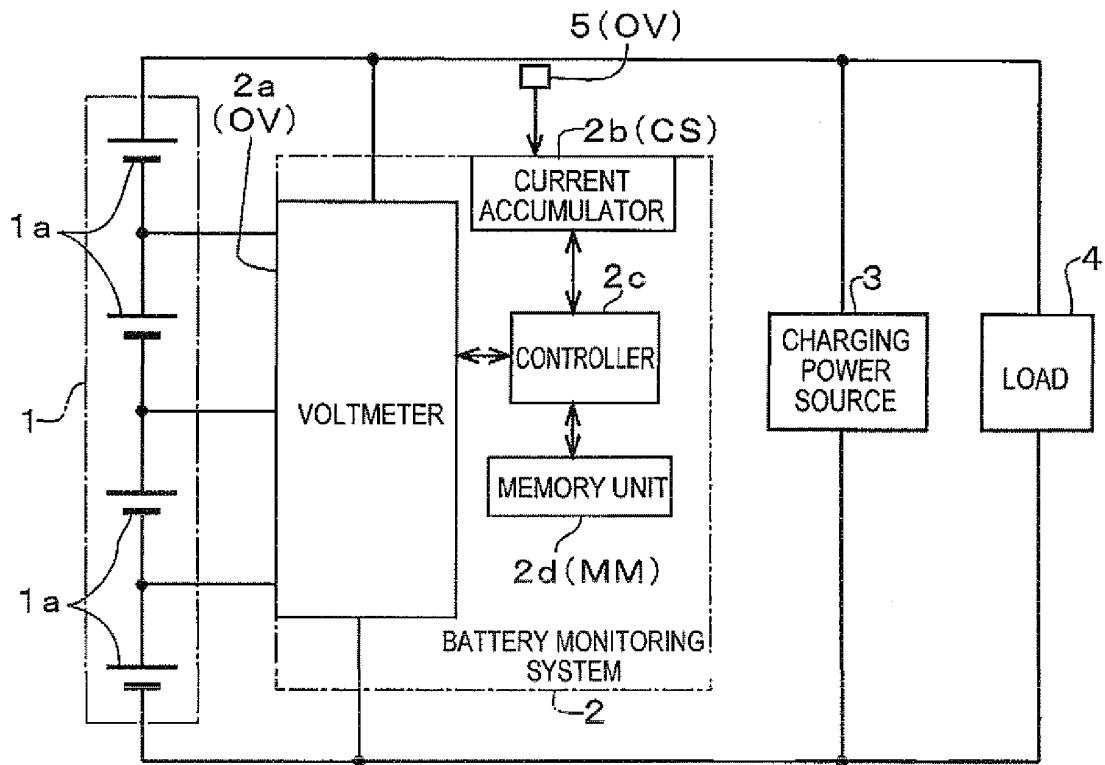 5(OV)
2a
(OV)
2b(CS)
CURRENT
ACCUMULATOR
1a
2c
3
4
CONTROLLER
CHARGING
POWER
SOURCE
LOAD
1
VOLTMETER
MEMORY UNIT
2d(MM)
1a
BATTERY MONITORING
SYSTEM
2